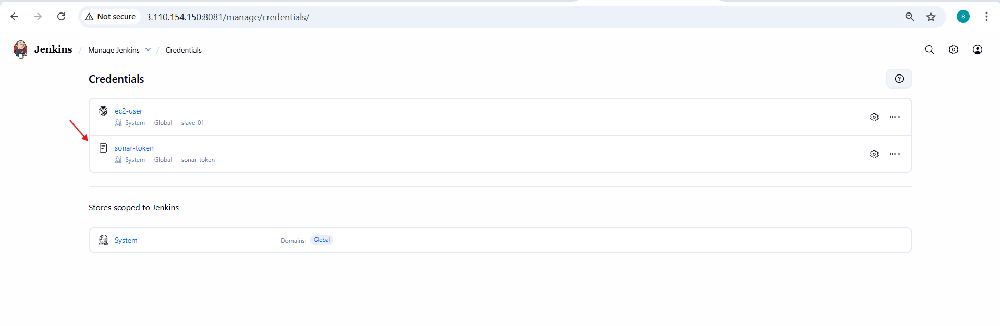 Not secure 3.110.154.150:8081/manage/credentials/ S
Jenkins / Manage Jenkins / Credentials
Credentials
ec2-user
System - Global - slave-01
sonar-token
System - Global - sonar-token
Stores scoped to Jenkins
System Domains: Global